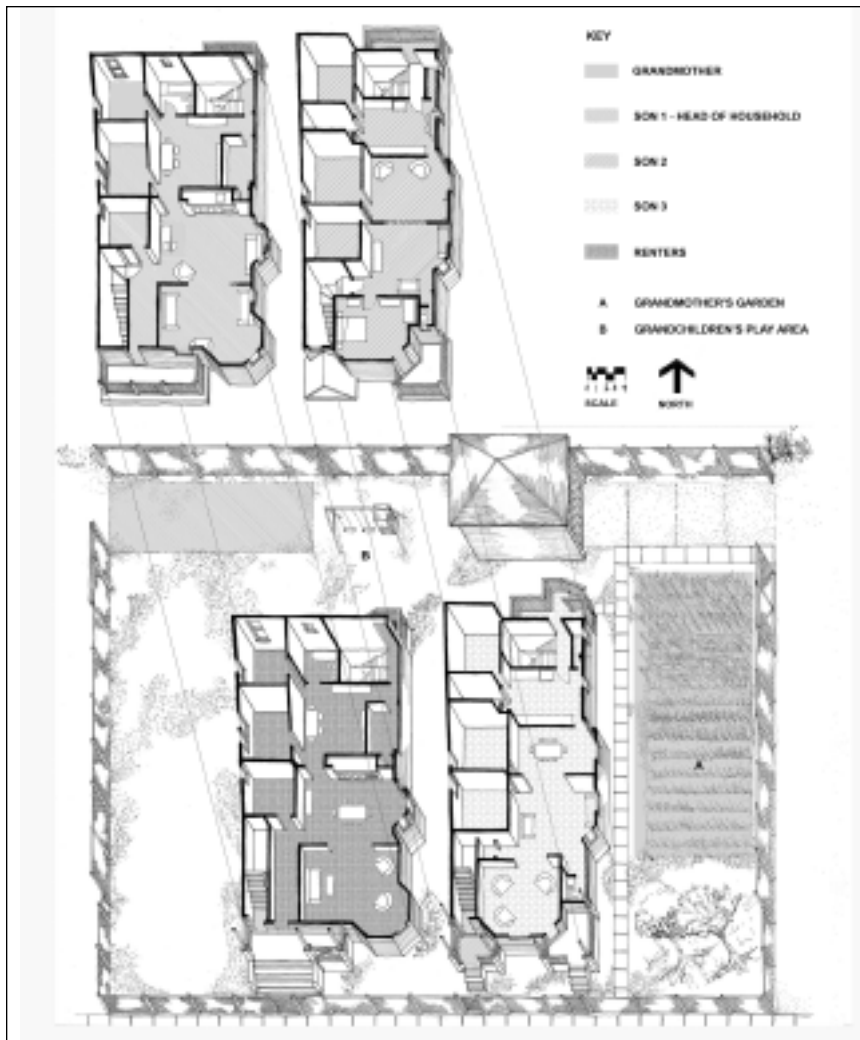 KEY
GRANDMOTHER
SON 1 - HEAD OF HOUSEHOLD
SON 2
SON 3
RENTERS
A GRANDMOTHER'S GARDEN
B GRANDCHILDREN'S PLAY AREA
SCALE NORTH
B
A